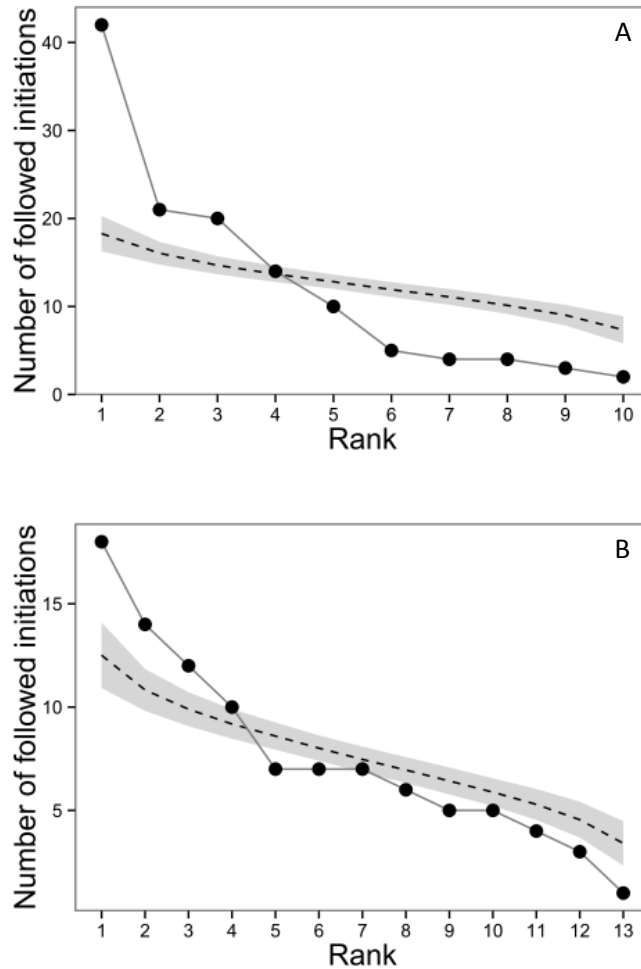 A
Number of followed initiations
40
30
20
10
0
1 2 3 4 5 6 7 8 9 10
Rank
B
Number of followed initiations
15
10
5
1 2 3 4 5 6 7 8 9 10 11 12 13
Rank